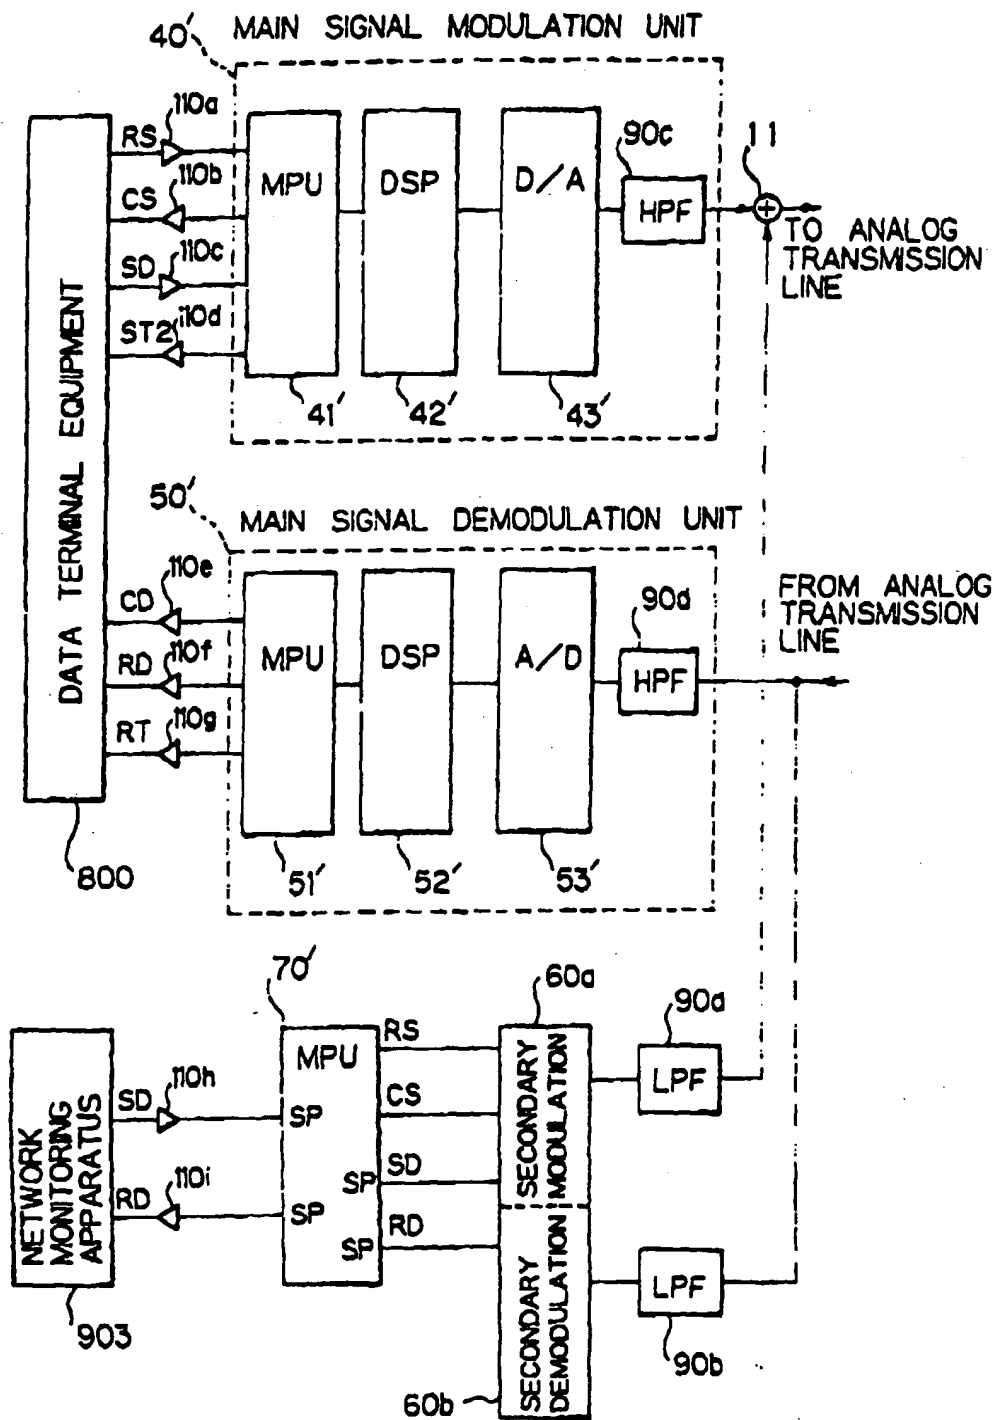 40′
MAIN SIGNAL MODULATION UNIT
RS
110a
CS
110b
SD
110c
ST2
110d
MPU
DSP
D/A
90c
HPF
11
+
TO ANALOG
TRANSMISSION
LINE
41′
42′
43′
DATA TERMINAL EQUIPMENT
50′
MAIN SIGNAL DEMODULATION UNIT
CD
110e
RD
110f
RT
110g
MPU
DSP
A/D
90d
HPF
FROM ANALOG
TRANSMISSION
LINE
800
51′
52′
53′
70′
60a
90a
NETWORK
MONITORING
APPARATUS
SD
110h
RD
110i
MPU
SP
SP
SP
SP
RS
CS
SD
RD
SECONDARY
MODULATION
SECONDARY
DEMODULATION
LPF
LPF
903
60b
90b